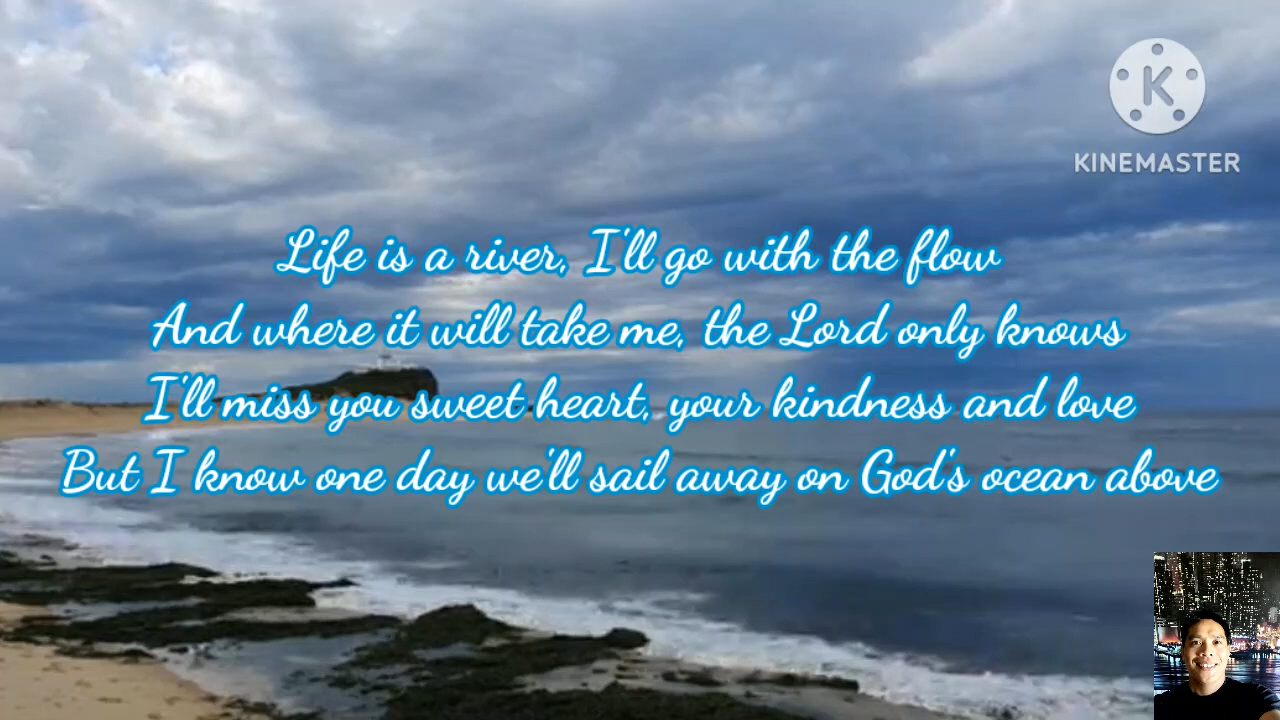 K
KINEMASTER
Life is a river, I'll go with the flow
And where it will take me, the Lord only knows
I'll miss you sweet heart, your kindness and love
But I know one day we'll sail away on God's ocean above